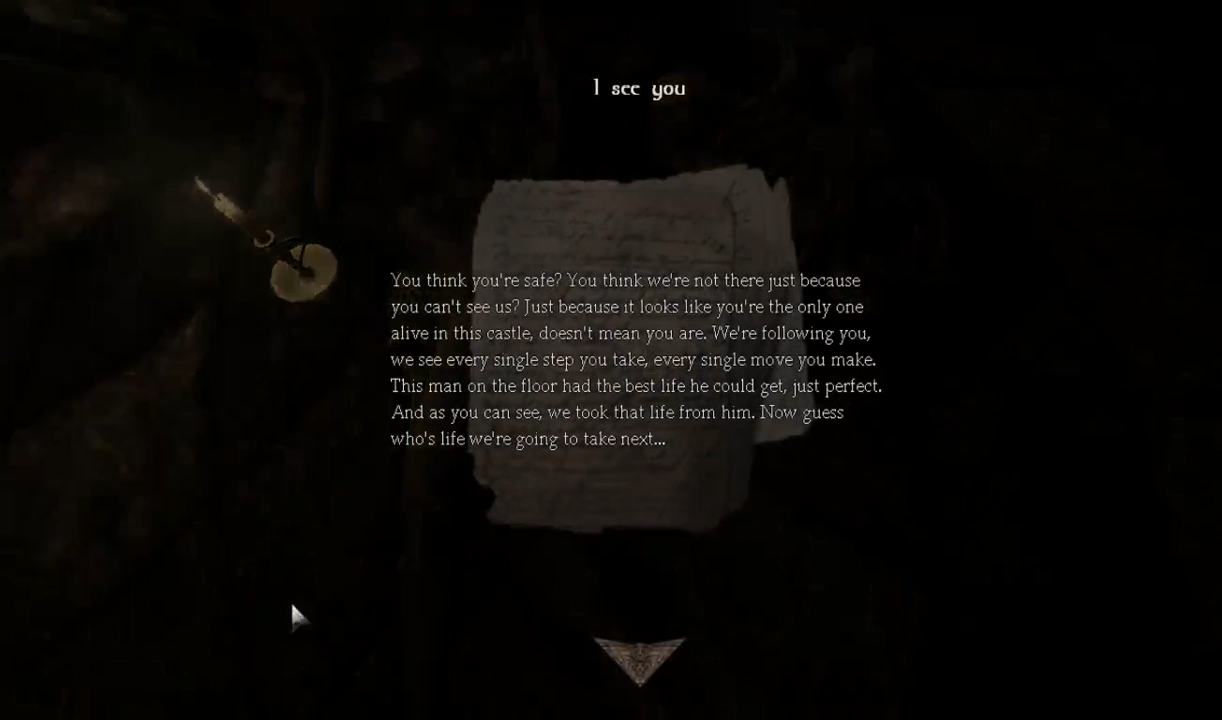 I see you
You think you're safe? You think we're not there just because
you can't see us? Just because it looks like you're the only one
alive in this castle, doesn't mean you are. We're following you,
we see every single step you take, every single move you make.
This man on the floor had the best life he could get, just perfect.
And as you can see, we took that life from him. Now guess
who's life we're going to take next...